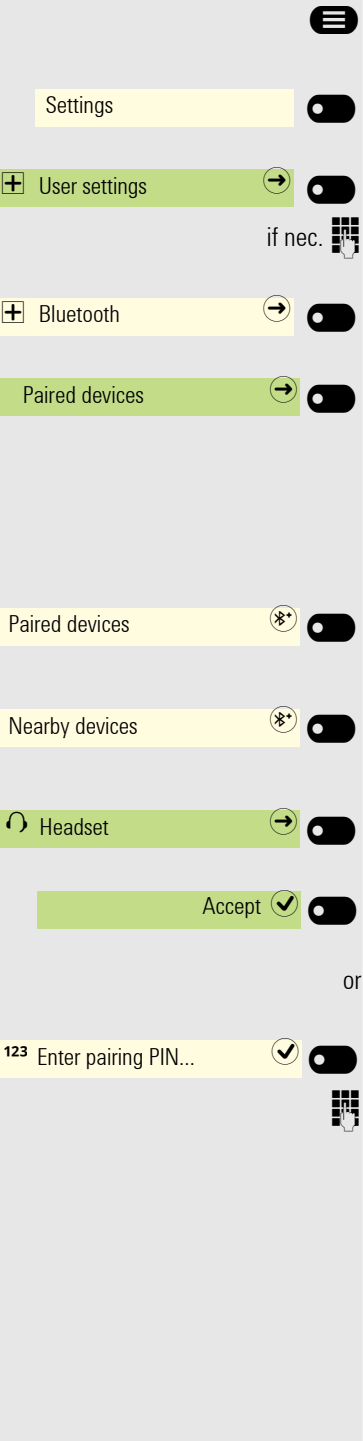 Settings
User settings
if nec.
Bluetooth
Paired devices
Paired devices
Nearby devices
Headset
Accept
or
123 Enter pairing PIN...